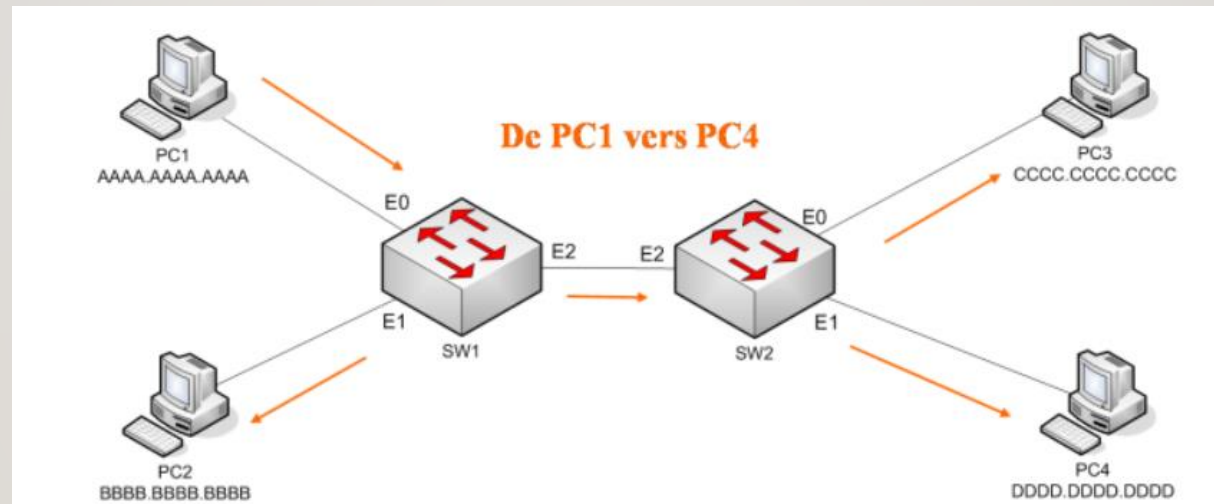 De PC1 vers PC4
PC1
AAAA.AAAA.AAAA
PC3
CCCC.CCCC.CCCC
E0
E2
E2
E0
E1
SW1
SW2
E1
PC2
BBBB.BBBB.BBBB
PC4
DDDD.DDDD.DDDD